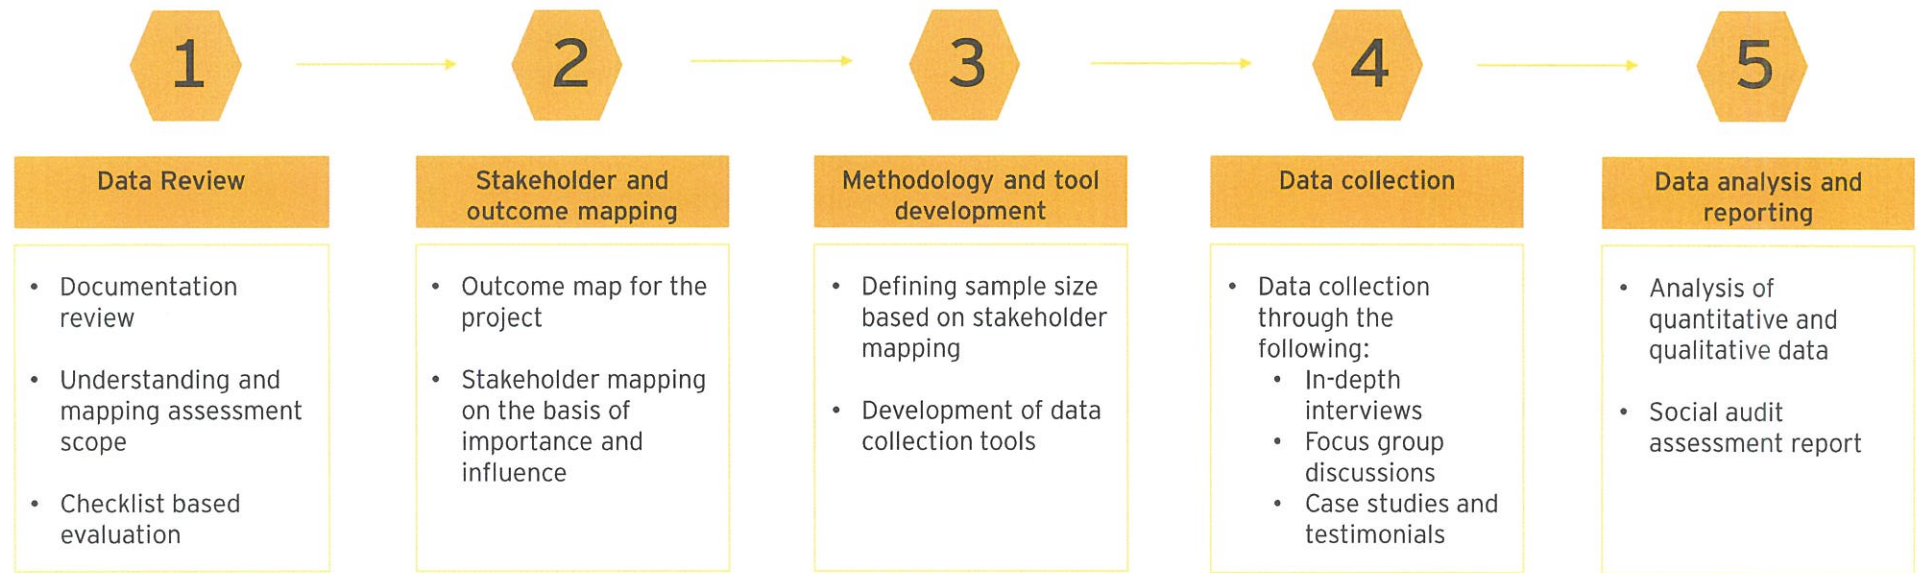 1
2
3
4
5
Data Review
• Documentation
review
• Understanding and
mapping assessment
scope
• Checklist based
evaluation
Stakeholder and
outcome mapping
• Outcome map for the
project
• Stakeholder mapping
on the basis of
importance and
influence
Methodology and tool
development
• Defining sample size
based on stakeholder
mapping
• Development of data
collection tools
Data collection
• Data collection
through the
following:
• In-depth
interviews
• Focus group
discussions
• Case studies and
testimonials
Data analysis and
reporting
• Analysis of
quantitative and
qualitative data
• Social audit
assessment report